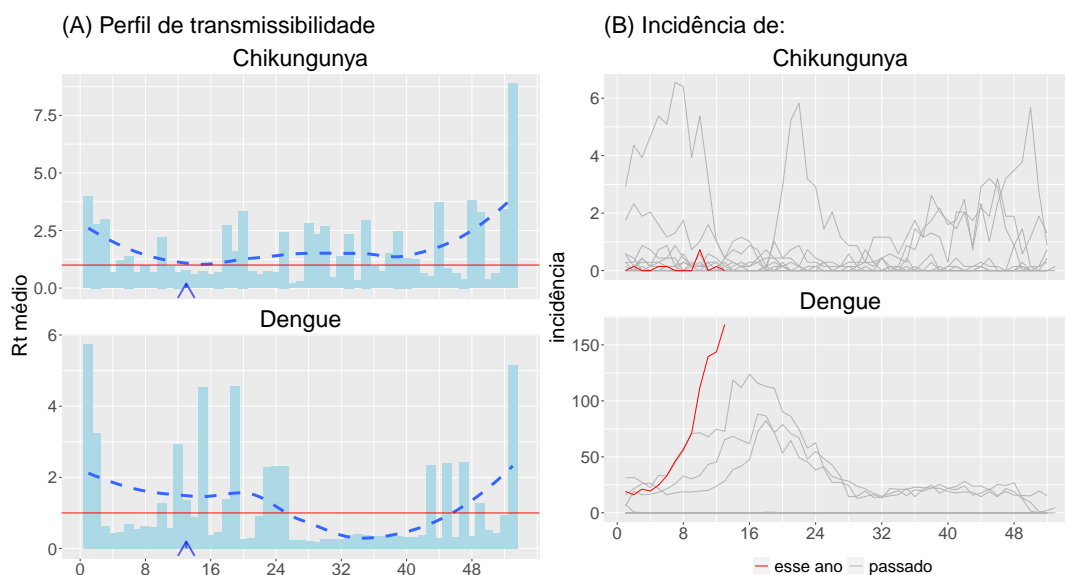 (A) Perfil de transmissibilidade
Chikungunya
7.5
5.0
2.5
0.0
Dengue
6
4
2
0
0 8 16 24 32 40 48
Rt médio
(B) Incidência de:
Chikungunya
6
4
2
0
Dengue
150
100
50
0
0 8 16 24 32 40 48
incidência
esse ano passado